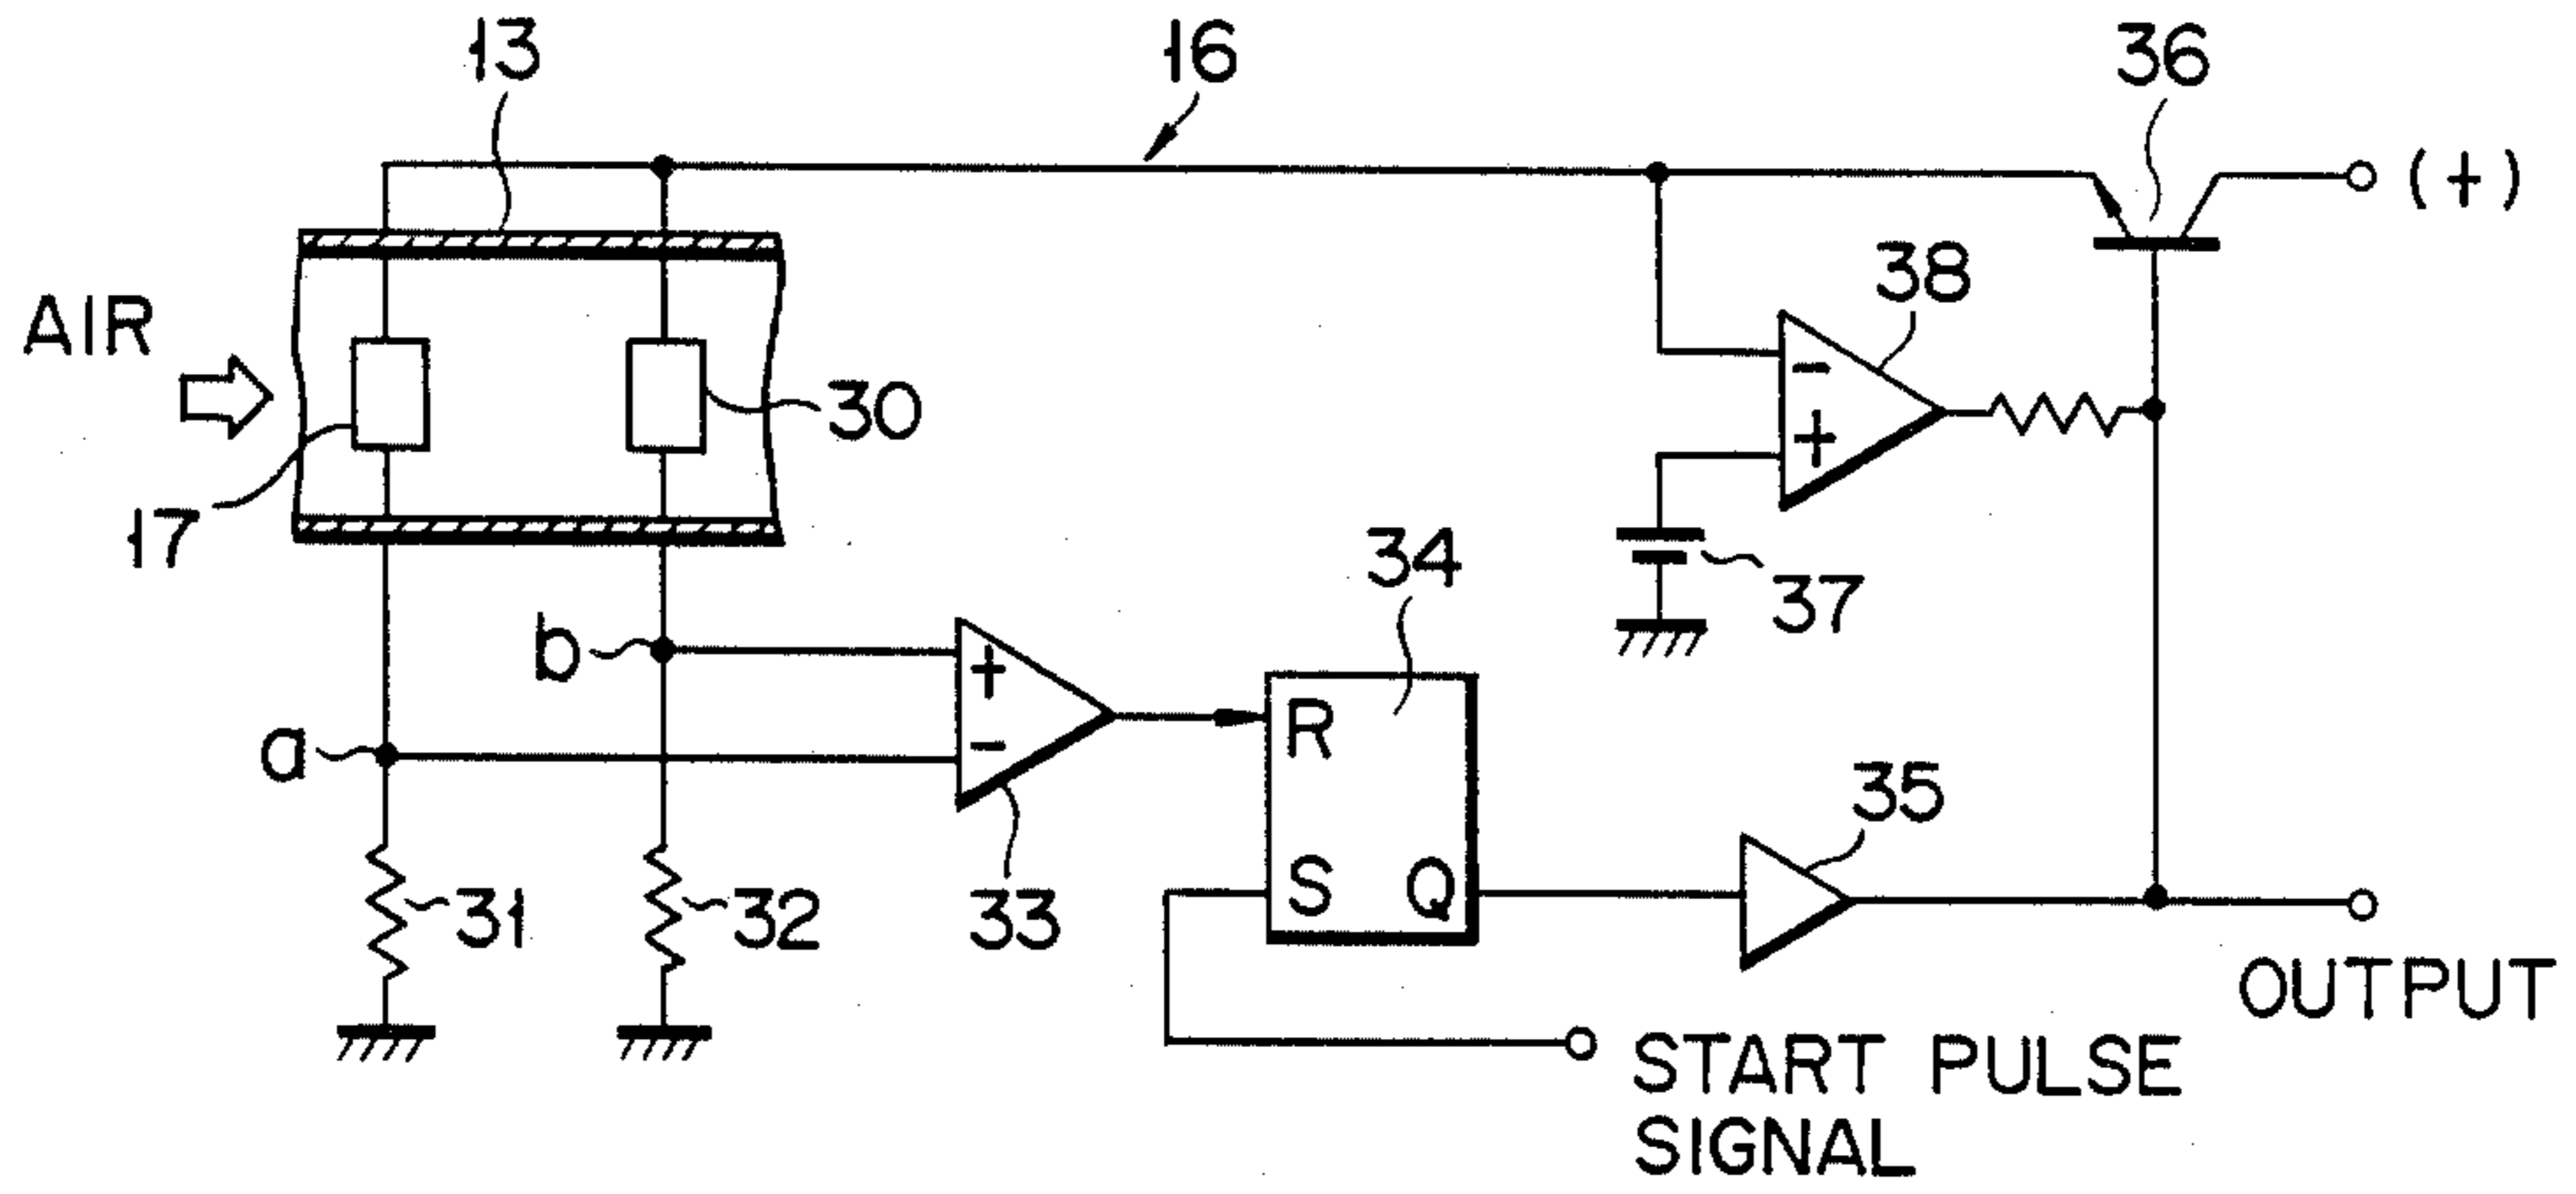 13
16
36
(+)
AIR
38
-
+
30
17
37
34
b
+
-
a
R
S Q
35
31
32
33
OUTPUT
START PULSE
SIGNAL